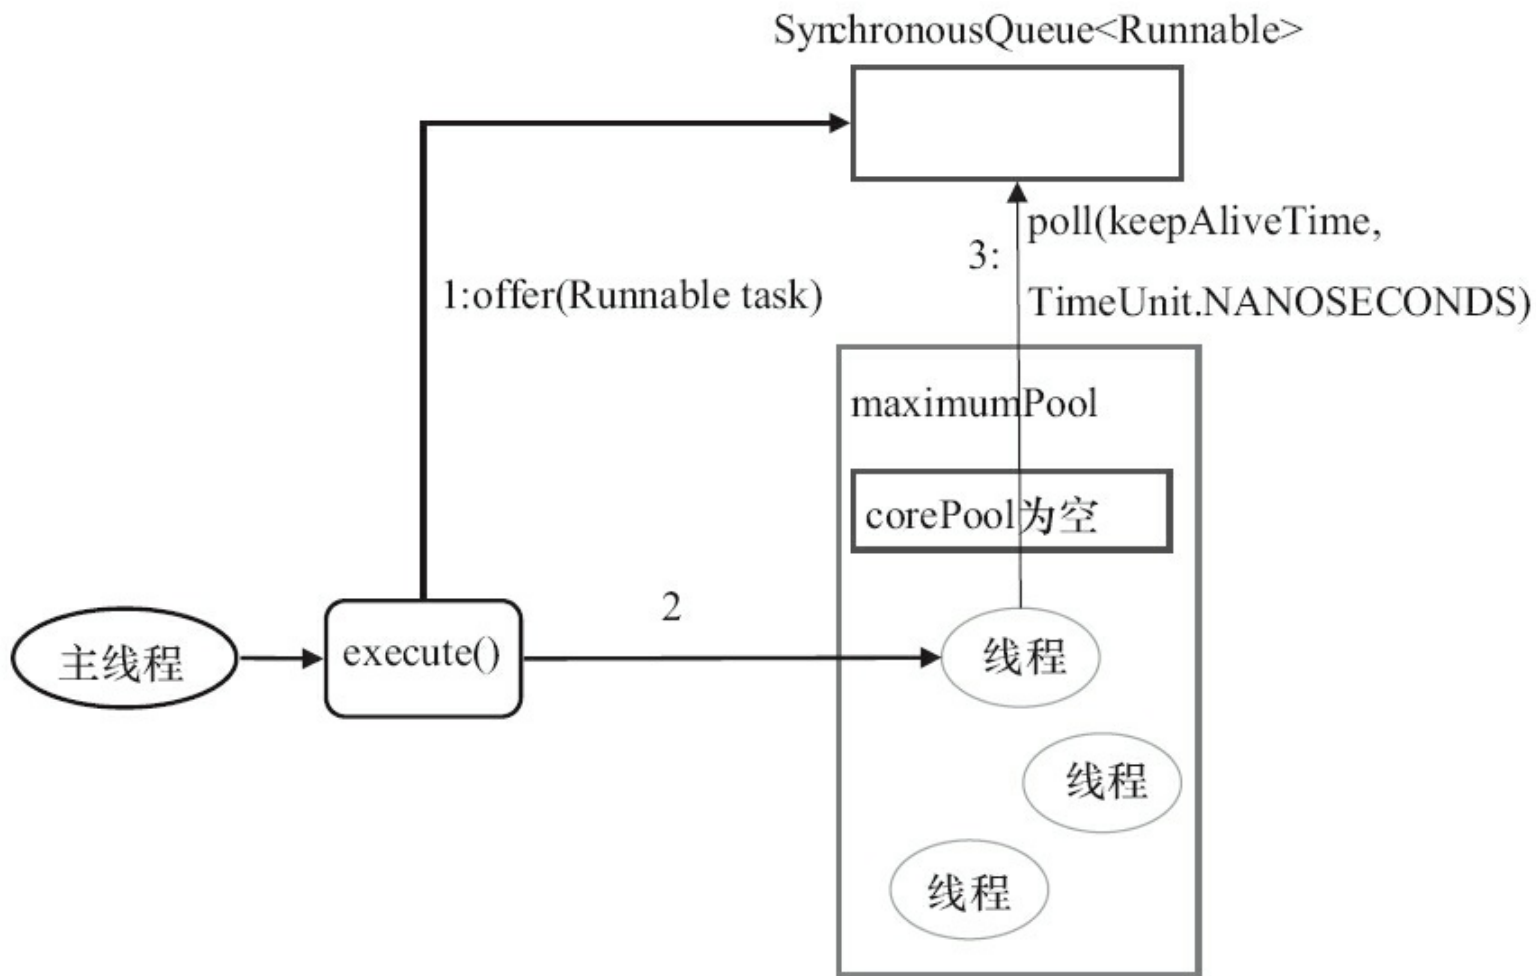 SynchronousQueue<Runnable>
poll(keepAliveTime,
3:
1:offer(Runnable task)
TimeUnit.NANOSECONDS)
maximumPool
corePool为空
2
主线程
execute()
线程
线程
线程